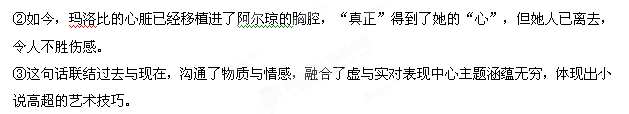 ②如今，玛洛比的心脏已经移植进了阿尔琼的胸腔，“真正”得到了她的“心”，但她人已离去，
令人不胜伤感。
③这句话联结过去与现在，沟通了物质与情感，融合了虚与实对表现中心主题涵蕴无穷，体现出小
说高超的艺术技巧。